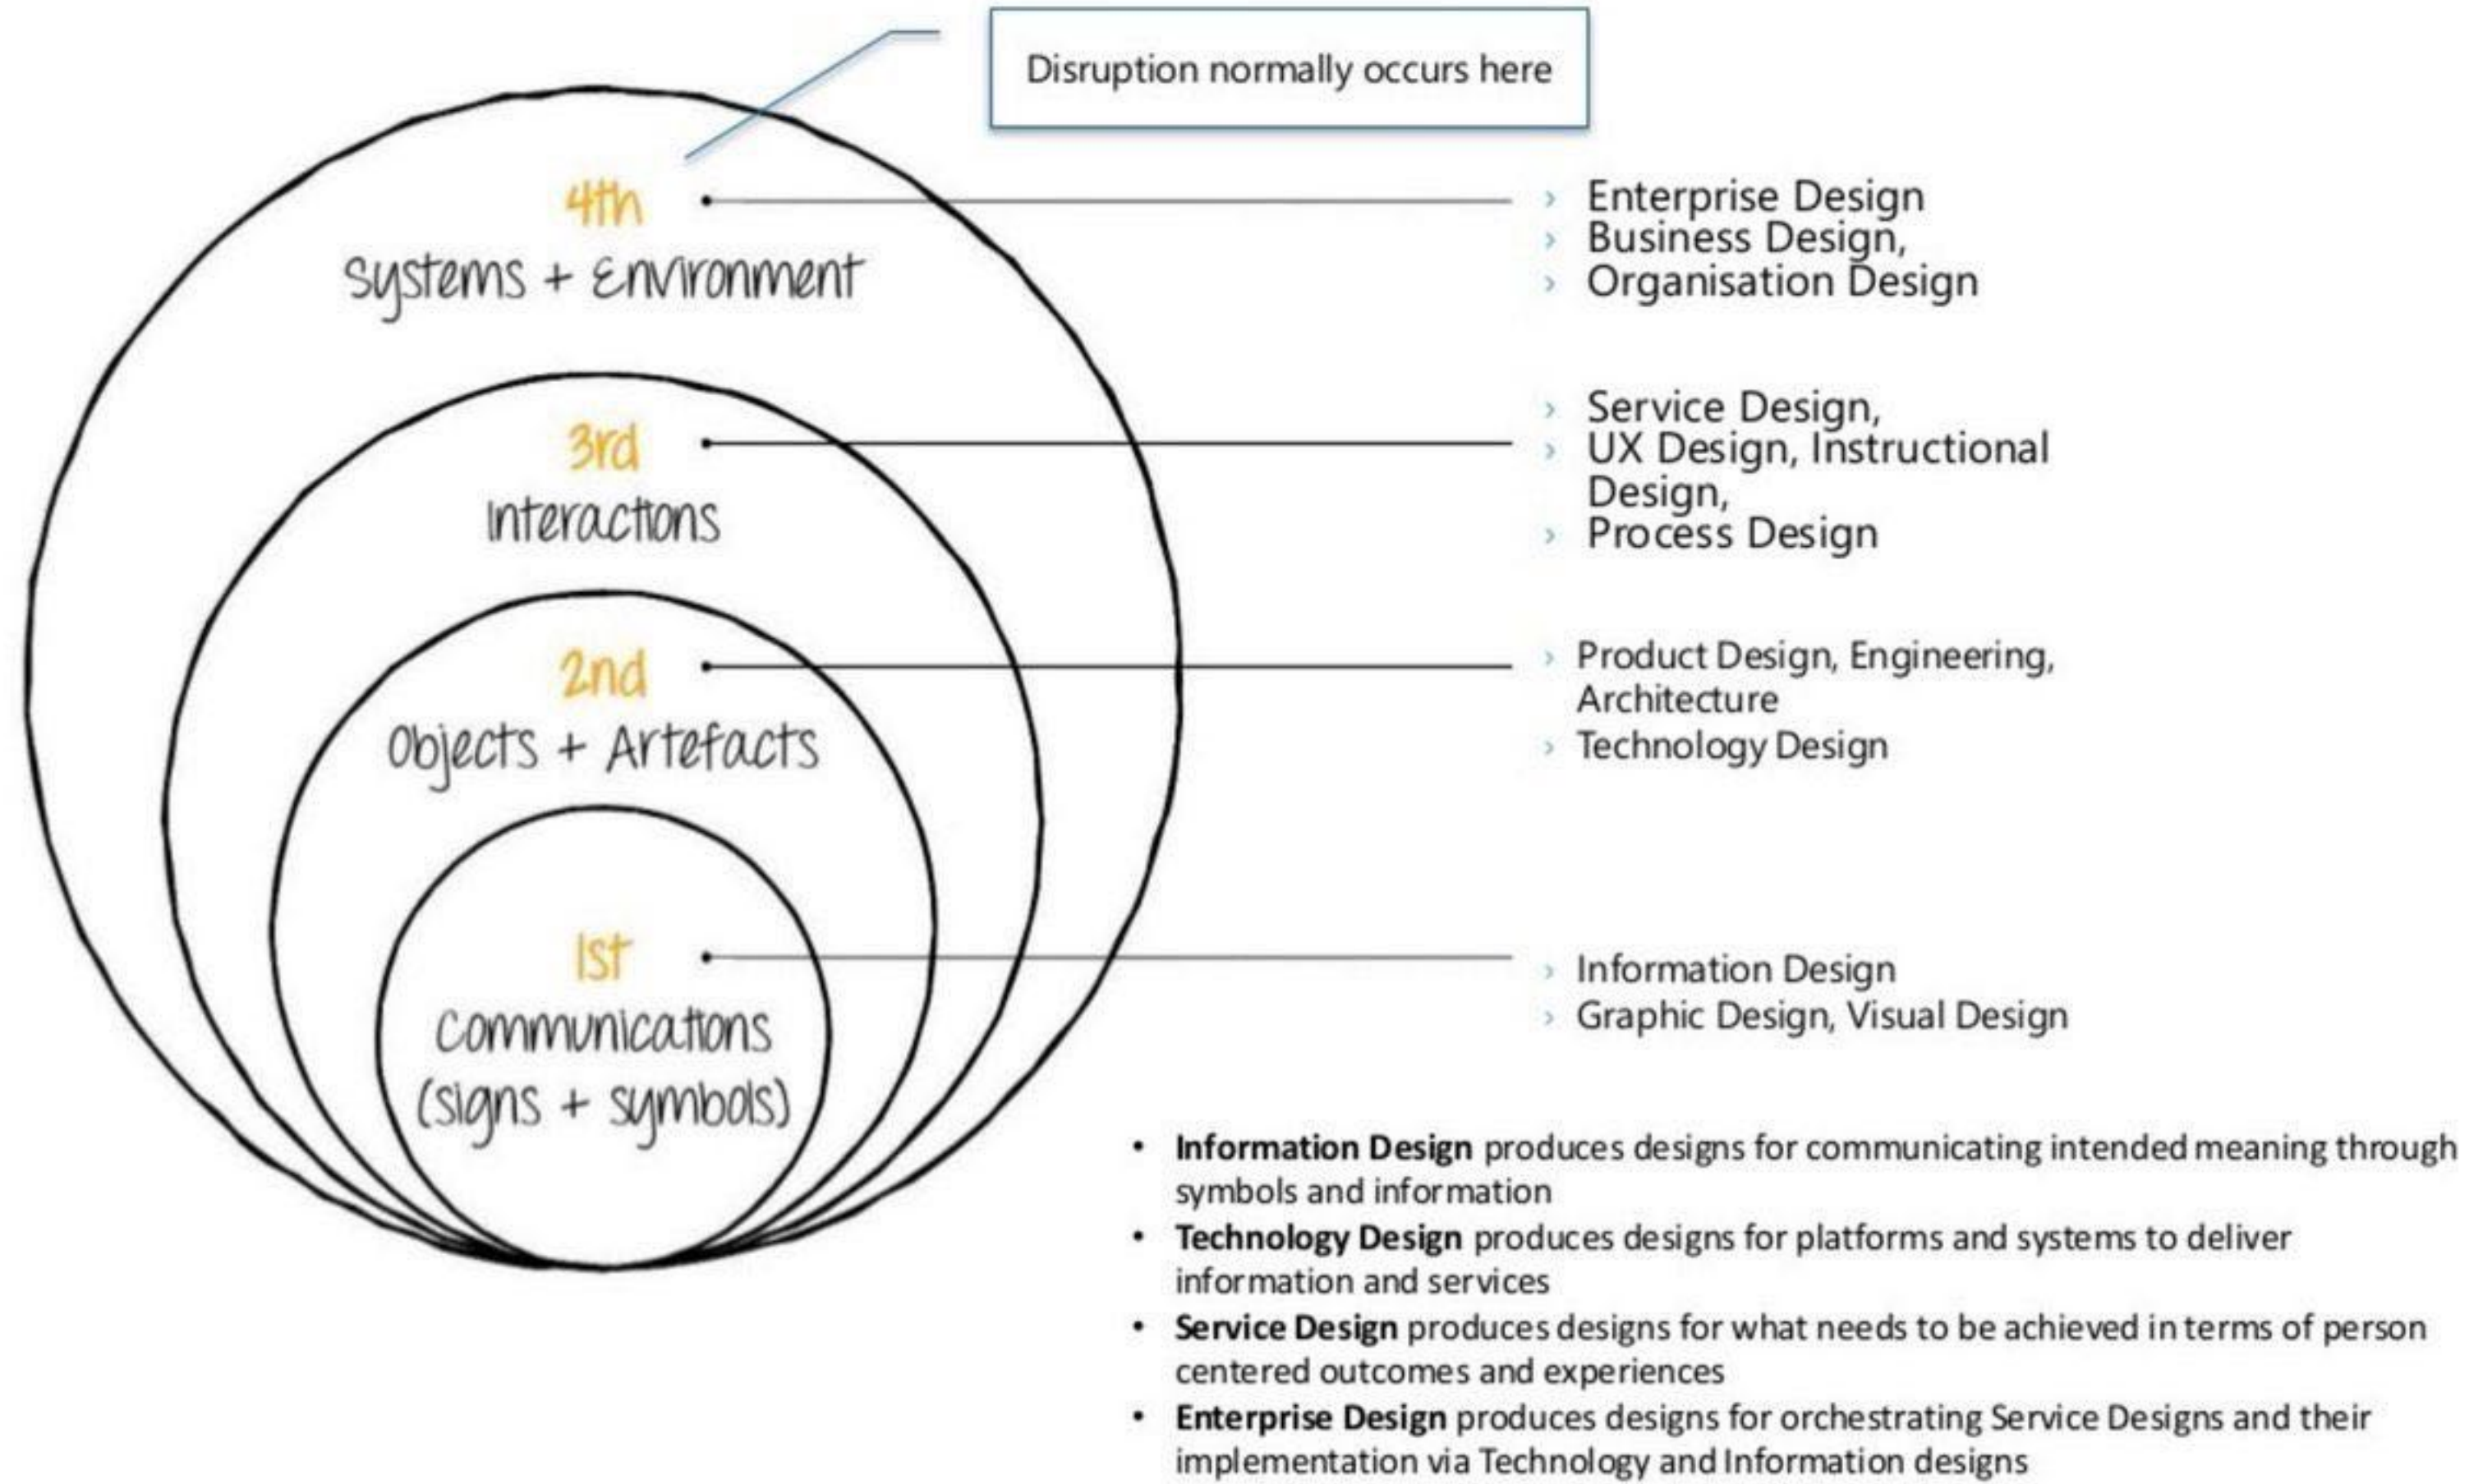 Disruption normally occurs here
4th
Systems + Environment
› Enterprise Design
› Business Design,
› Organisation Design
3rd
Interactions
› Service Design,
› UX Design, Instructional
Design,
› Process Design
2nd
Objects + Artefacts
› Product Design, Engineering,
Architecture
› Technology Design
1st
Communications
(signs + symbols)
› Information Design
› Graphic Design, Visual Design
• Information Design produces designs for communicating intended meaning through
symbols and information
• Technology Design produces designs for platforms and systems to deliver
information and services
• Service Design produces designs for what needs to be achieved in terms of person
centered outcomes and experiences
• Enterprise Design produces designs for orchestrating Service Designs and their
implementation via Technology and Information designs